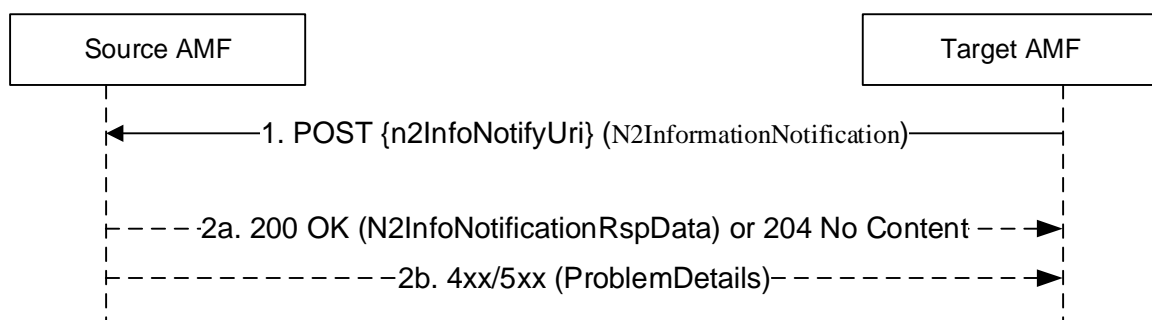 Source AMF
Target AMF
1. POST {n2InfoNotifyUri} (N2InformationNotification)
2a. 200 OK (N2InfoNotificationRspData) or 204 No Content
2b. 4xx/5xx (ProblemDetails)